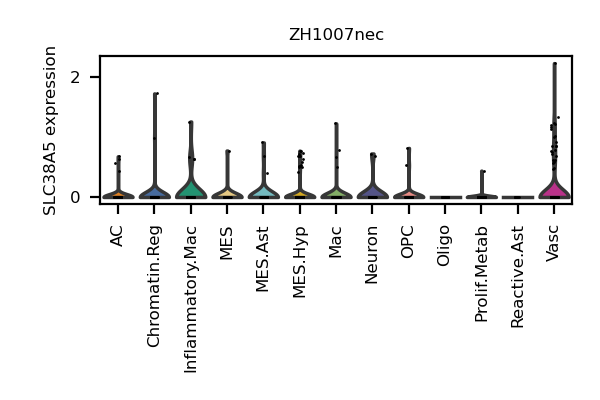 ZH1007nec
SLC38A5 expression
2
0
AC
Chromatin.Reg
Inflammatory.Mac
MES
MES.Ast
MES.Hyp
Mac
Neuron
OPC
Oligo
Prolif.Metab
Reactive.Ast
Vasc